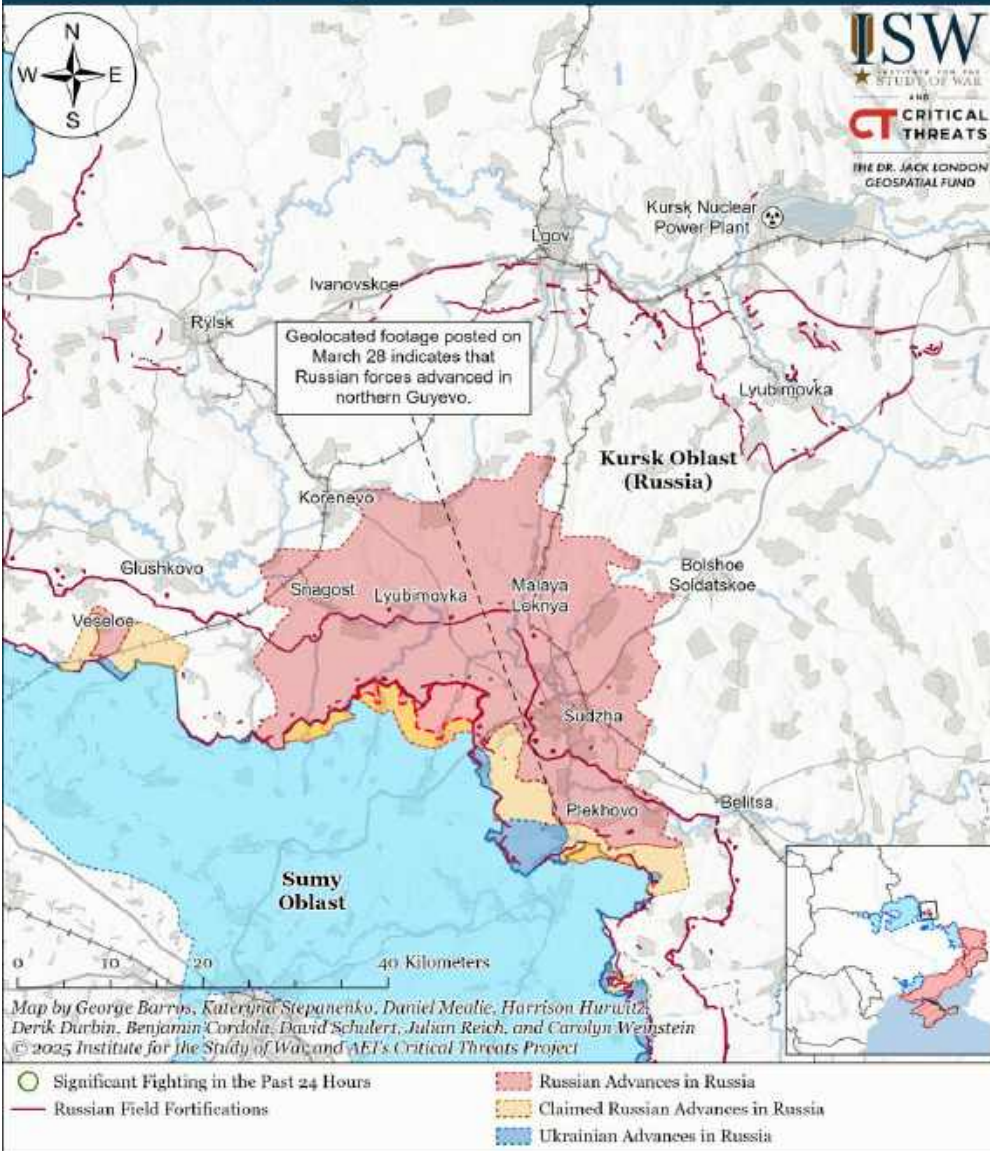 N
W E
S
ISW
INSTITUTE FOR THE
STUDY OF WAR
AND
CT CRITICAL
THREATS
THE DR. JACK LONDON
GEOSPATIAL FUND
Kursk Nuclear
Power Plant
Lgov
Ivanovskoe
Rylsk
Geolocated footage posted on
March 28 indicates that
Russian forces advanced in
northern Guyevo.
Lyubimovka
Kursk Oblast
(Russia)
Korenevo
Glushkovo
Snagost
Lyubimovka
Malaya
Loknya
Bolshoe
Soldatskoe
Veseloe
Sudzha
Plekhovo
Belitsa
Sumy
Oblast
0 10 20 40 Kilometers
Map by George Barros, Kateryna Stepanenko, Daniel Mealie, Harrison Hurwitz,
Derik Durbin, Benjamin Cordola, David Schulert, Julian Reich, and Carolyn Weinstein
© 2025 Institute for the Study of War and AEI's Critical Threats Project
Significant Fighting in the Past 24 Hours
Russian Field Fortifications
Russian Advances in Russia
Claimed Russian Advances in Russia
Ukrainian Advances in Russia